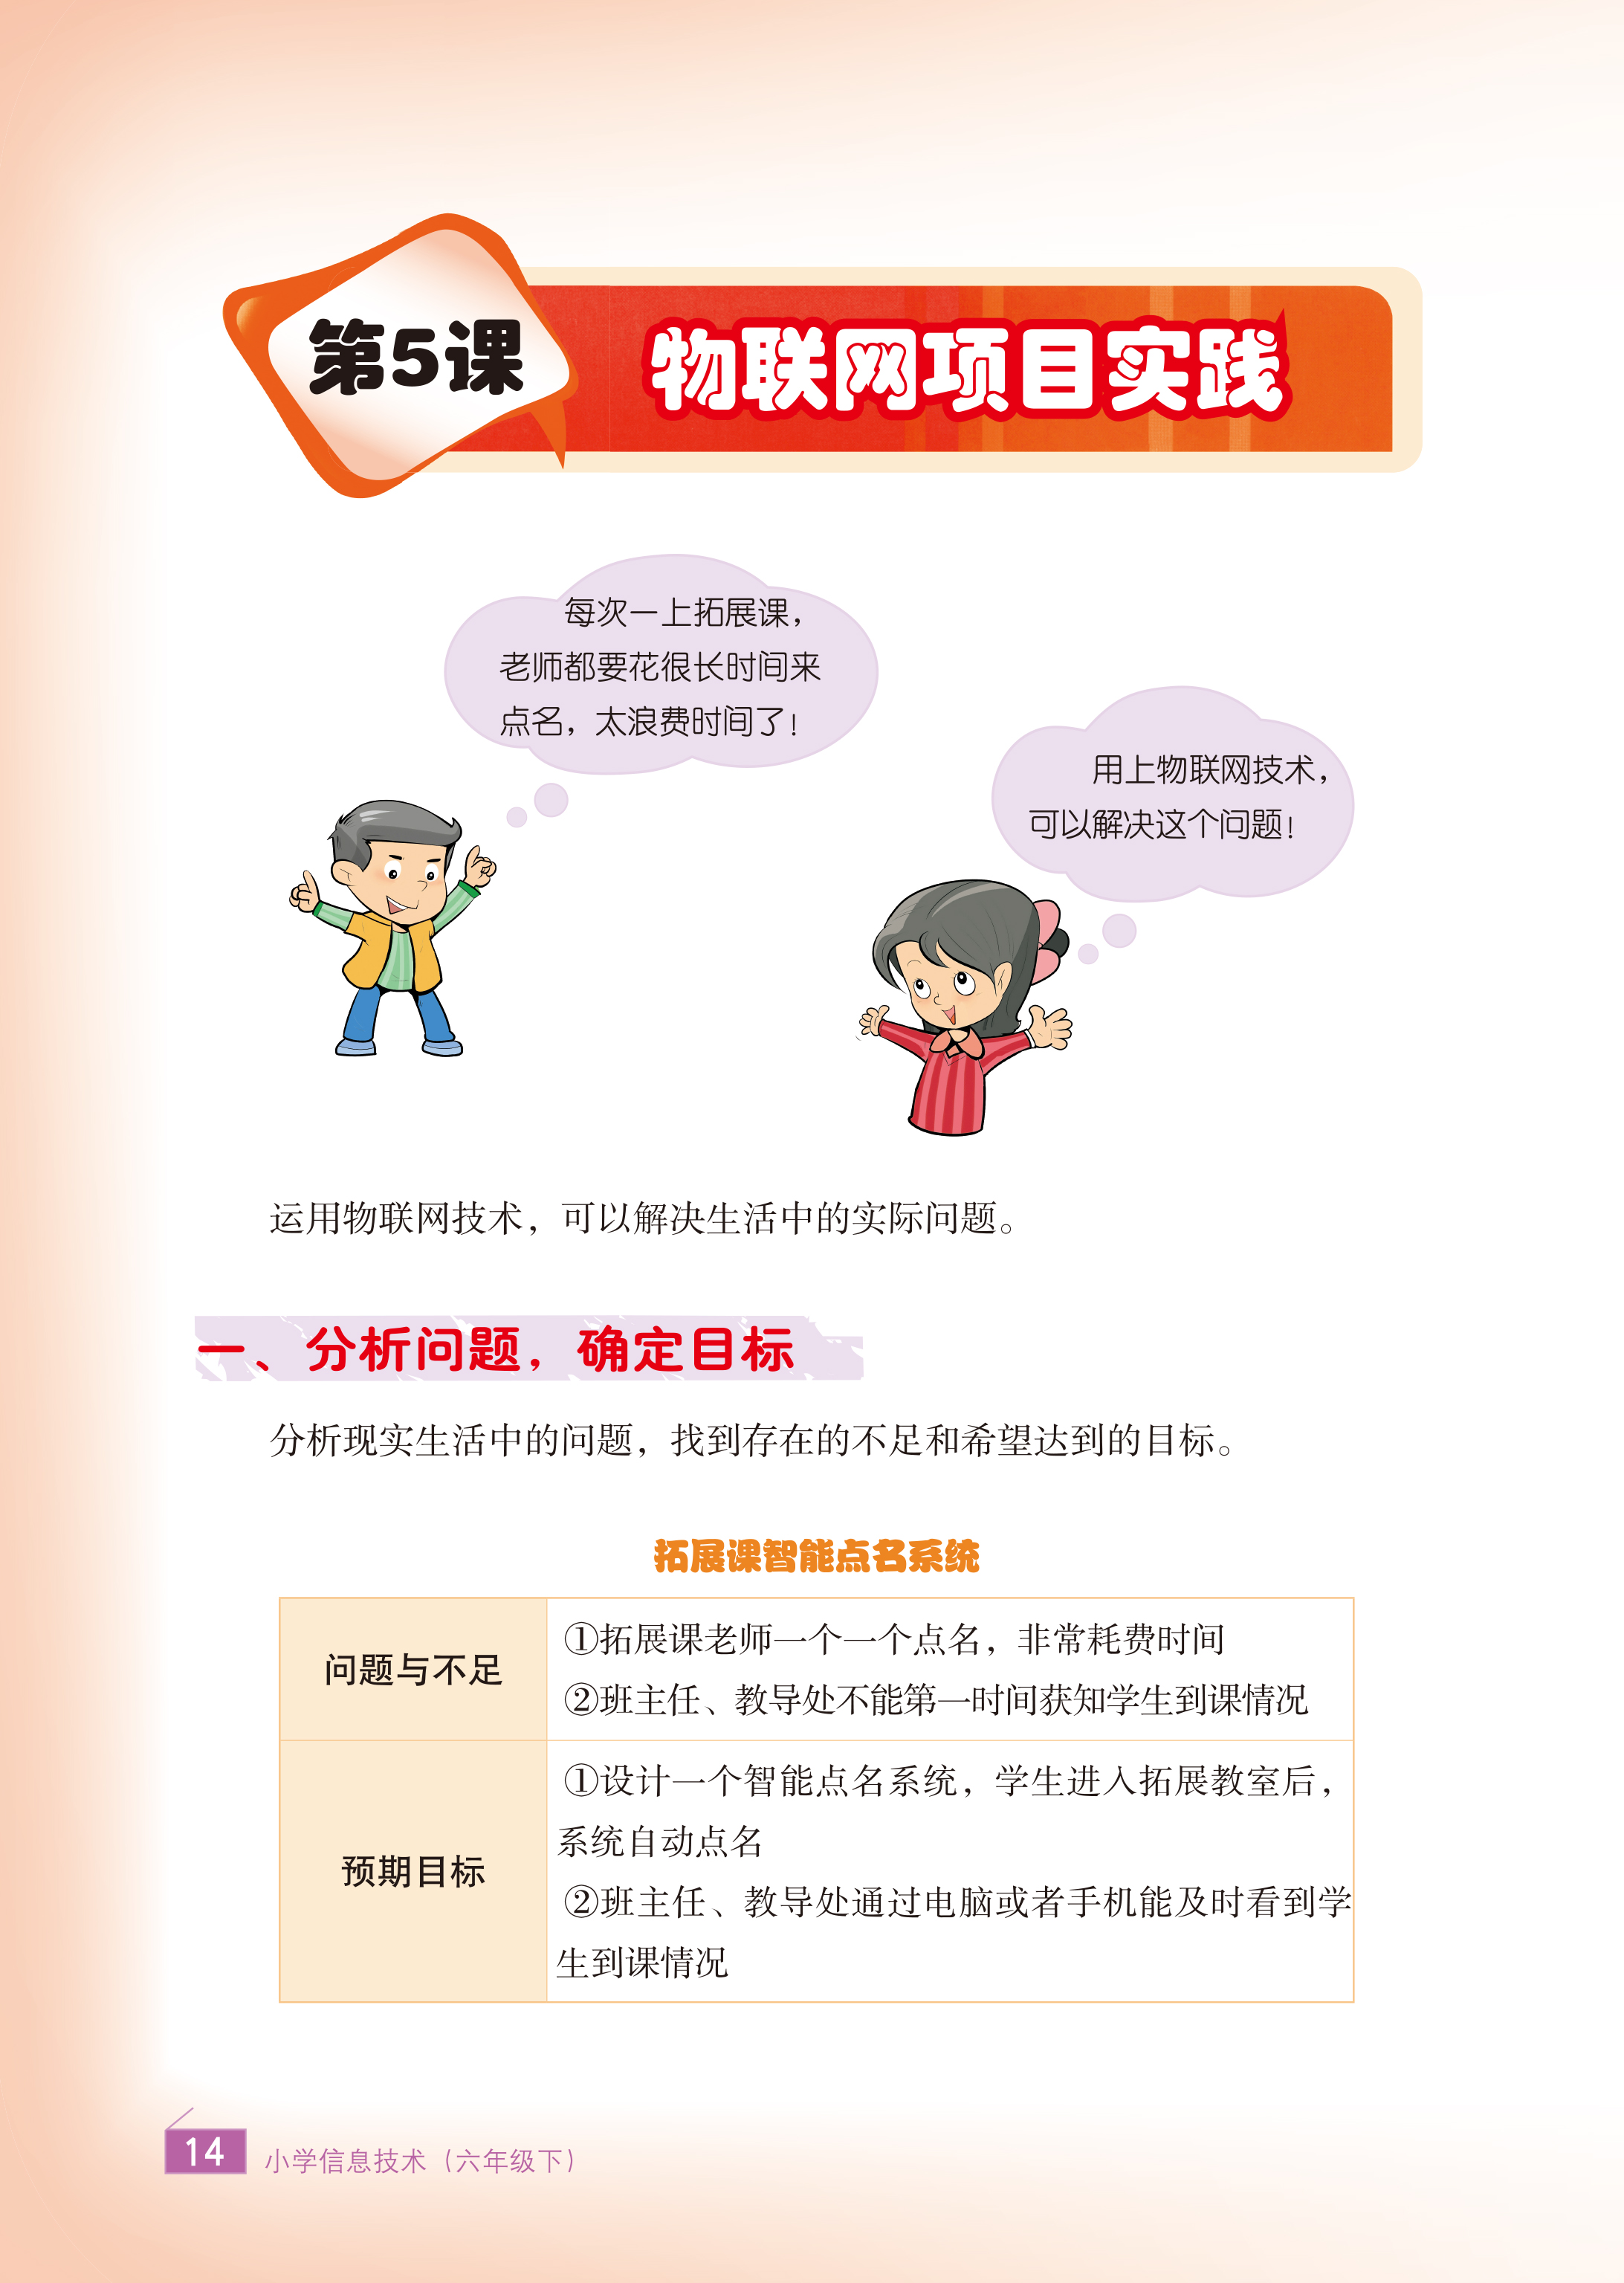 第5课
物联网项目实践
每次一上拓展课，
老师都要花很长时间来
点名，太浪费时间了！
用上物联网技术，
可以解决这个问题！
运用物联网技术，可以解决生活中的实际问题。
一、分析问题，确定目标
分析现实生活中的问题，找到存在的不足和希望达到的目标。
拓展课智能点名系统
问题与不足
①拓展课老师一个一个点名，非常耗费时间
②班主任、教导处不能第一时间获知学生到课情况
预期目标
①设计一个智能点名系统，学生进入拓展教室后，
系统自动点名
②班主任、教导处通过电脑或者手机能及时看到学
生到课情况
14
小学信息技术（六年级下）